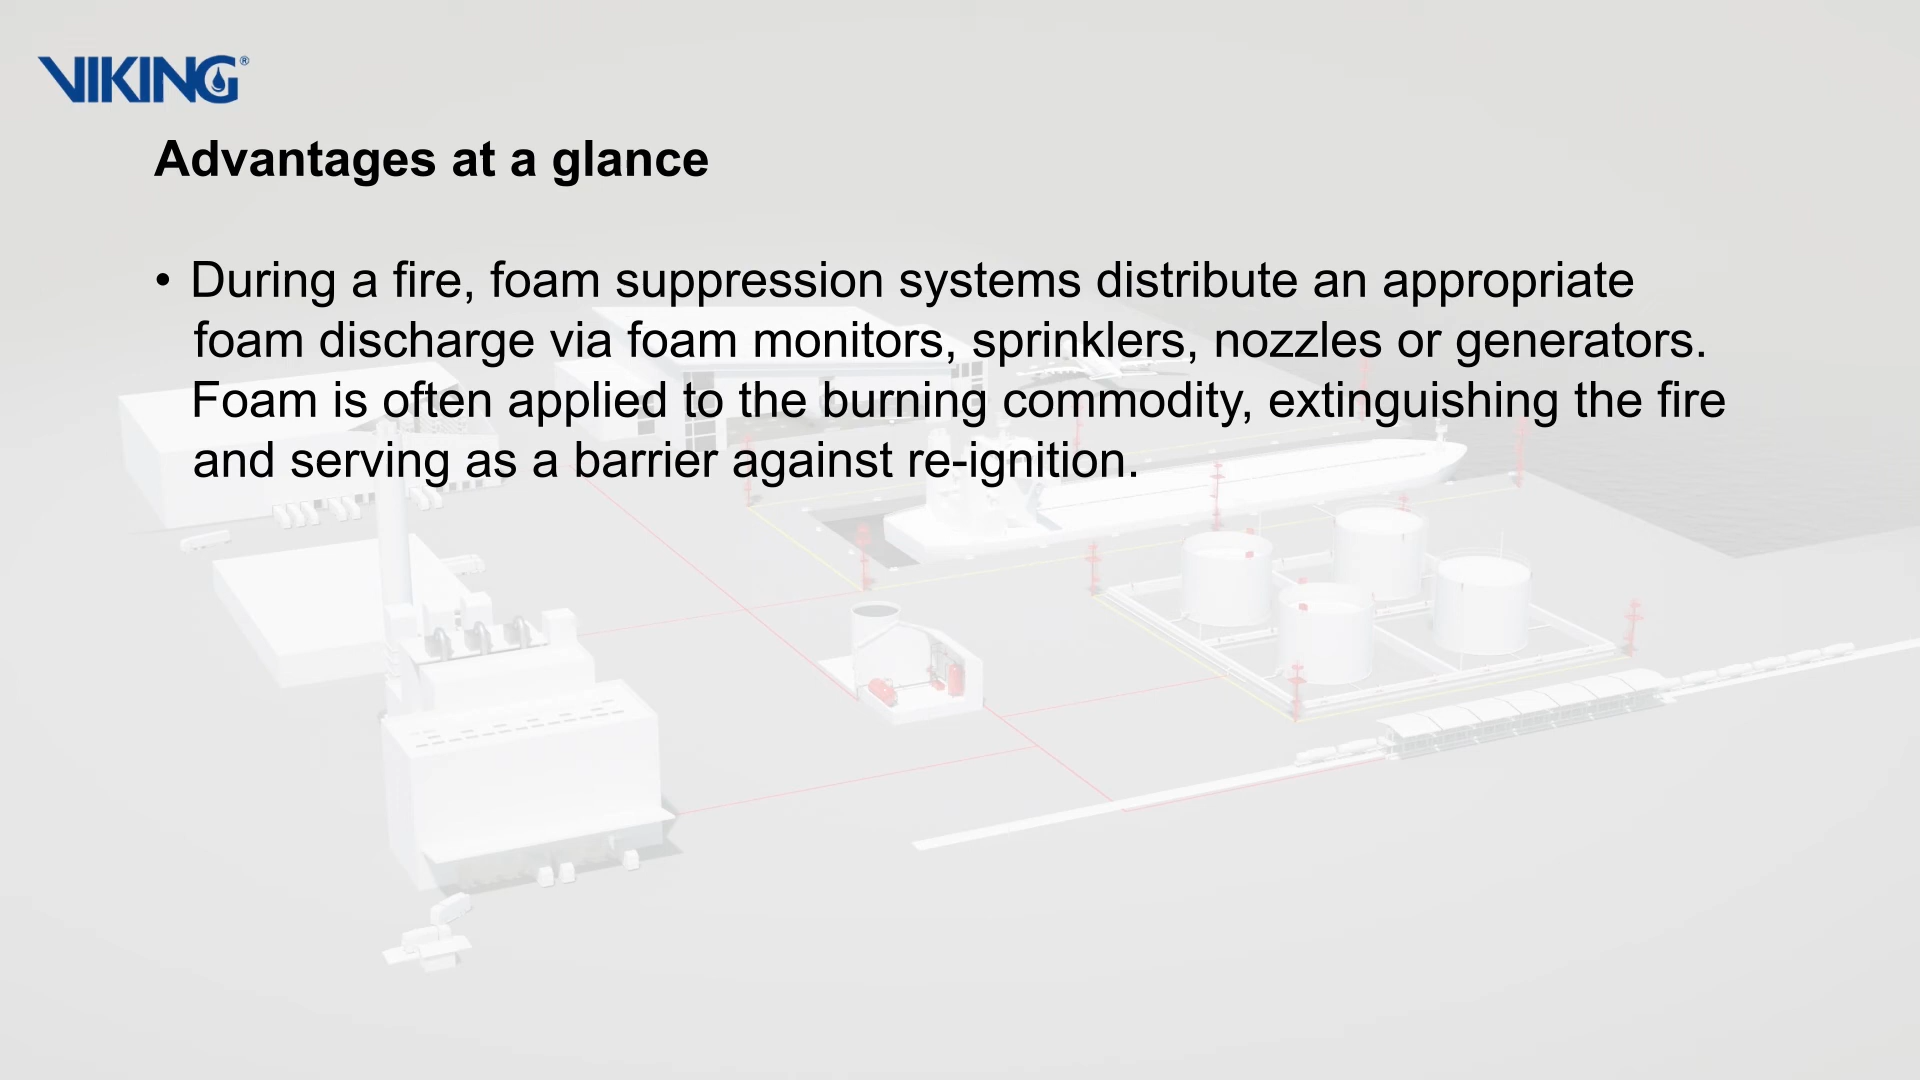 VIKING®
Advantages at a glance
• During a fire, foam suppression systems distribute an appropriate
foam discharge via foam monitors, sprinklers, nozzles or generators.
Foam is often applied to the burning commodity, extinguishing the fire
and serving as a barrier against re-ignition.